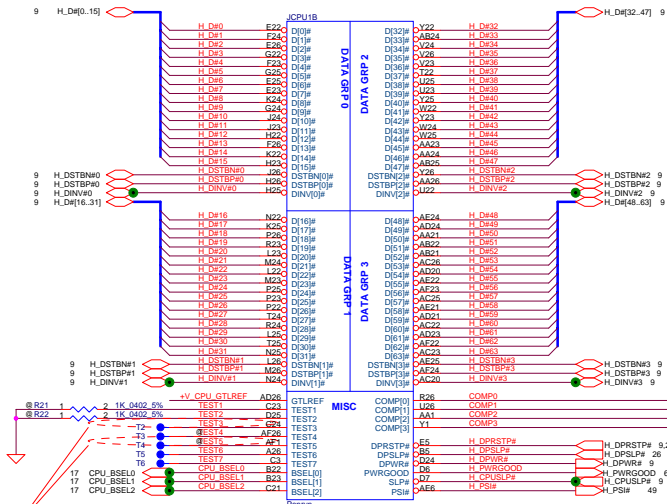 JCPU1B
9 H_D#[0..15]
H_D#[32..47] 9
H_D#0 E22 D[0]# D[32]# Y22 H_D#32
H_D#1 F24 D[1]# D[33]# AB24 H_D#33
H_D#2 E26 D[2]# D[34]# V24 H_D#34
H_D#3 G22 D[3]# D[35]# V26 H_D#35
H_D#4 F23 D[4]# D[36]# V23 H_D#36
H_D#5 G25 D[5]# D[37]# T22 H_D#37
H_D#6 E25 D[6]# D[38]# U25 H_D#38
H_D#7 E23 D[7]# D[39]# U23 H_D#39
H_D#8 K24 D[8]# D[40]# Y25 H_D#40
H_D#9 G24 D[9]# D[41]# W22 H_D#41
H_D#10 J24 D[10]# D[42]# Y23 H_D#42
H_D#11 J23 D[11]# D[43]# W24 H_D#43
H_D#12 H22 D[12]# D[44]# W25 H_D#44
H_D#13 F26 D[13]# D[45]# AA23 H_D#45
H_D#14 K22 D[14]# D[46]# AA24 H_D#46
H_D#15 H23 D[15]# D[47]# AB25 H_D#47
9 H_DSTBN#0 H_DSTBN#0 J26 DSTBN[0]# DSTBN[2]# Y26 H_DSTBN#2 H_DSTBN#2 9
9 H_DSTBP#0 H_DSTBP#0 H26 DSTBP[0]# DSTBP[2]# AA26 H_DSTBP#2 H_DSTBP#2 9
9 H_DINV#0 H_DINV#0 H25 DINV[0]# DINV[2]# U22 H_DINV#2 H_DINV#2 9
9 H_D#[16..31]
H_D#[48..63] 9
DATA GRP 0
DATA GRP 2
H_D#16 N22 D[16]# D[48]# AE24 H_D#48
H_D#17 K25 D[17]# D[49]# AD24 H_D#49
H_D#18 P26 D[18]# D[50]# AA21 H_D#50
H_D#19 R23 D[19]# D[51]# AB22 H_D#51
H_D#20 L23 D[20]# D[52]# AB21 H_D#52
H_D#21 M24 D[21]# D[53]# AC26 H_D#53
H_D#22 L22 D[22]# D[54]# AD20 H_D#54
H_D#23 M23 D[23]# D[55]# AE22 H_D#55
H_D#24 P25 D[24]# D[56]# AF23 H_D#56
H_D#25 P23 D[25]# D[57]# AC25 H_D#57
H_D#26 P22 D[26]# D[58]# AE21 H_D#58
H_D#27 T24 D[27]# D[59]# AD21 H_D#59
H_D#28 R24 D[28]# D[60]# AC22 H_D#60
H_D#29 L25 D[29]# D[61]# AD23 H_D#61
H_D#30 T25 D[30]# D[62]# AF22 H_D#62
H_D#31 N25 D[31]# D[63]# AC23 H_D#63
9 H_DSTBN#1 H_DSTBN#1 L26 DSTBN[1]# DSTBN[3]# AE25 H_DSTBN#3 H_DSTBN#3 9
9 H_DSTBP#1 H_DSTBP#1 M26 DSTBP[1]# DSTBP[3]# AF24 H_DSTBP#3 H_DSTBP#3 9
9 H_DINV#1 H_DINV#1 N24 DINV[1]# DINV[3]# AC20 H_DINV#3 H_DINV#3 9
DATA GRP 1
DATA GRP 3
+V_CPU_GTLREF AD26 GTLREF COMP[0] R26 COMP0
@ R21 1 2 1K_0402_5% TEST1 C23 TEST1 COMP[1] U26 COMP1
@ R22 1 2 1K_0402_5% TEST2 D25 TEST2 COMP[2] AA1 COMP2
T2 TEST3 C24 TEST3 COMP[3] Y1 COMP3
MISC
T3 @TEST4 AF26 TEST4
T4 @TEST5 AF1 TEST5 DPRSTP# E5 H_DPRSTP# H_DPRSTP# 9,2
T5 TEST6 A26 TEST6 DPSLP# B5 H_DPSLP# H_DPSLP# 26
T6 TEST7 C3 TEST7 DPWR# D24 H_DPWR# H_DPWR# 9
17 CPU_BSEL0 CPU_BSEL0 B22 BSEL[0] PWRGOOD D6 H_PWRGOOD H_PWRGOOD 6
17 CPU_BSEL1 CPU_BSEL1 B23 BSEL[1] SLP# D7 H_CPUSLP# H_CPUSLP# 9
17 CPU_BSEL2 CPU_BSEL2 C21 BSEL[2] PSI# AE6 H_PSI# H_PSI# 49